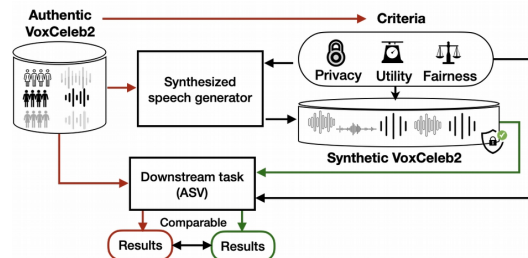 Authentic
VoxCeleb2
Criteria
Privacy
Utility
Fairness
Synthesized
speech generator
Synthetic VoxCeleb2
Downstream task
(ASV)
Comparable
Results
Results